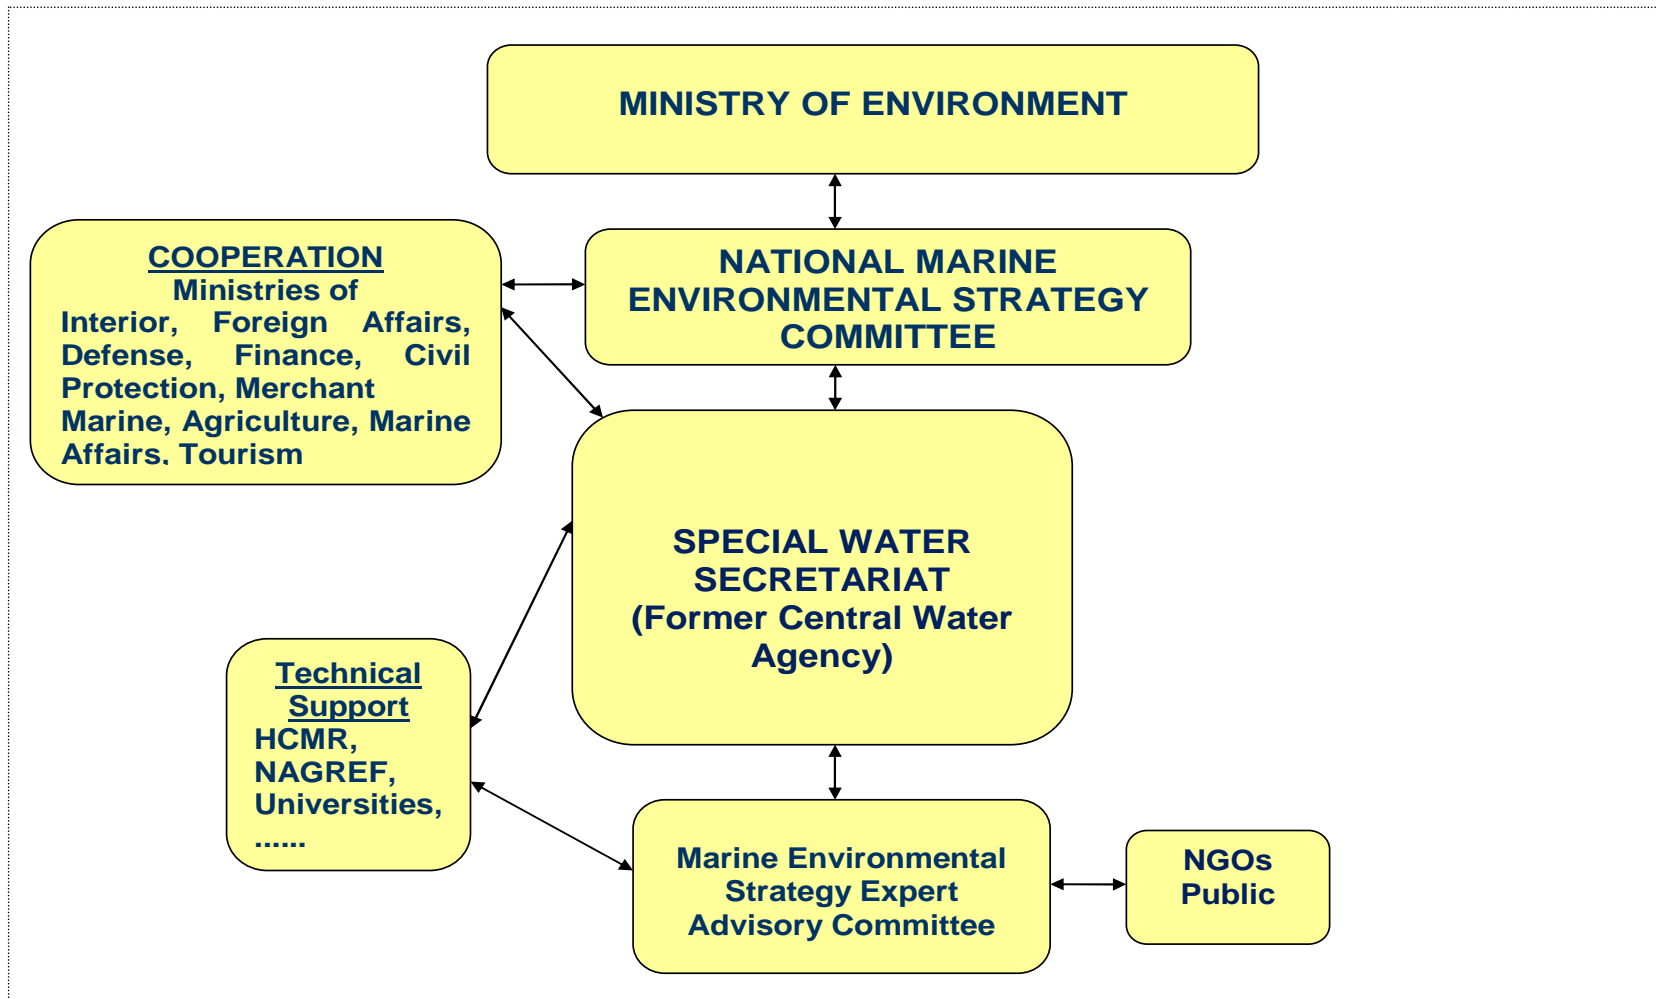 MINISTRY OF ENVIRONMENT
COOPERATION
Ministries of
Interior, Foreign Affairs,
Defense, Finance, Civil
Protection, Merchant
Marine, Agriculture, Marine
Affairs, Tourism
NATIONAL MARINE
ENVIRONMENTAL STRATEGY
COMMITTEE
SPECIAL WATER
SECRETARIAT
(Former Central Water
Agency)
Technical
Support
HCMR,
NAGREF,
Universities,
......
Marine Environmental
Strategy Expert
Advisory Committee
NGOs
Public